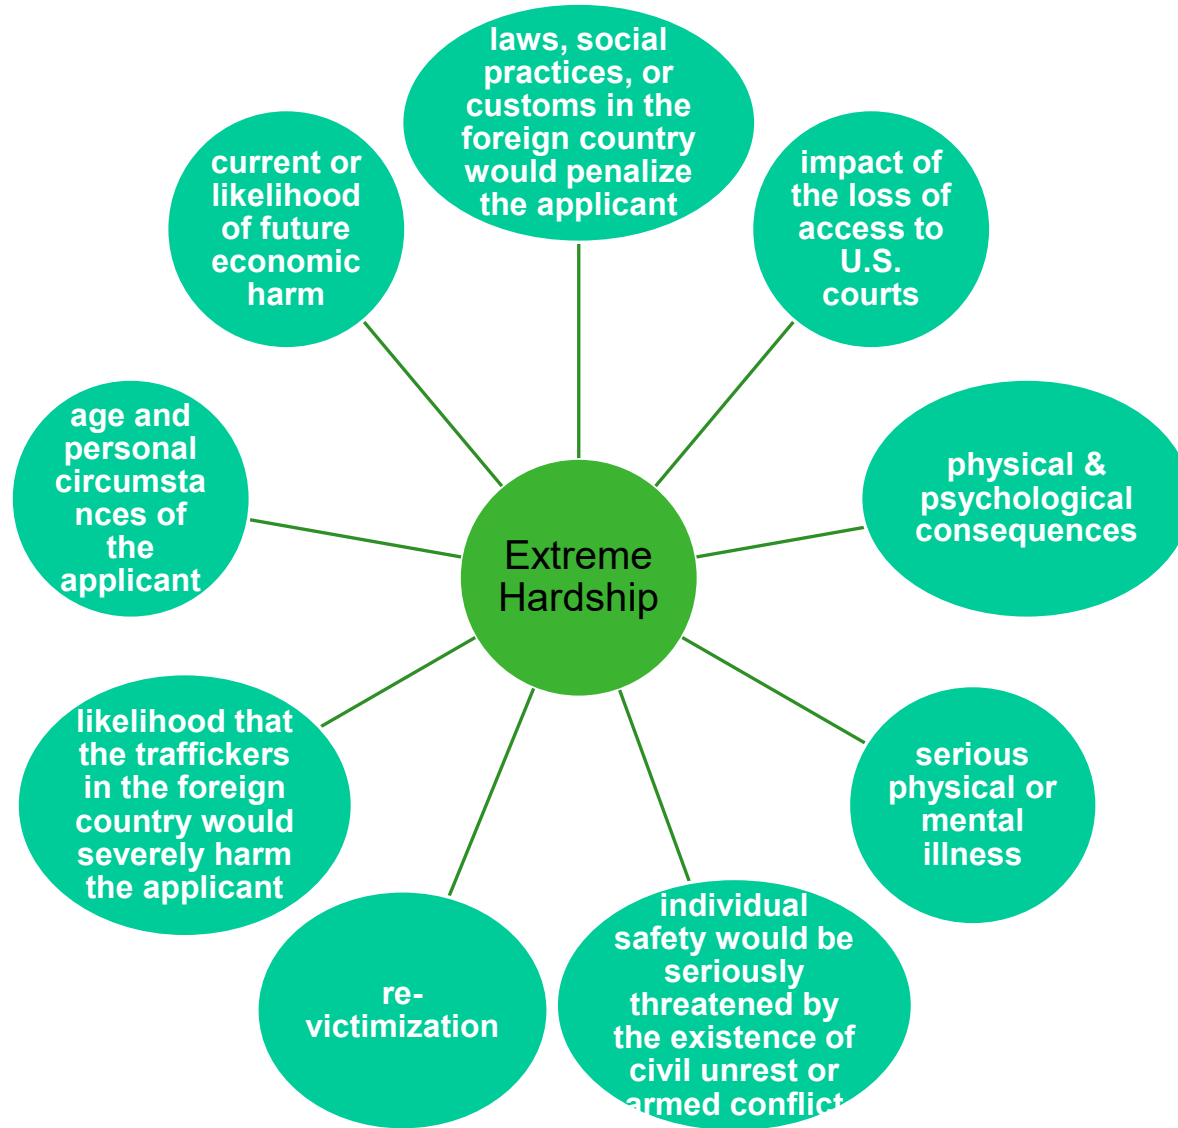 laws, social
practices, or
customs in the
foreign country
would penalize
the applicant
impact of
the loss of
access to
U.S.
courts
physical &
psychological
consequences
serious
physical or
mental
illness
individual
safety would be
seriously
threatened by
the existence of
civil unrest or
armed conflict
re-
victimization
likelihood that
the traffickers
in the foreign
country would
severely harm
the applicant
age and
personal
circumsta
nces of
the
applicant
current or
likelihood
of future
economic
harm
Extreme
Hardship